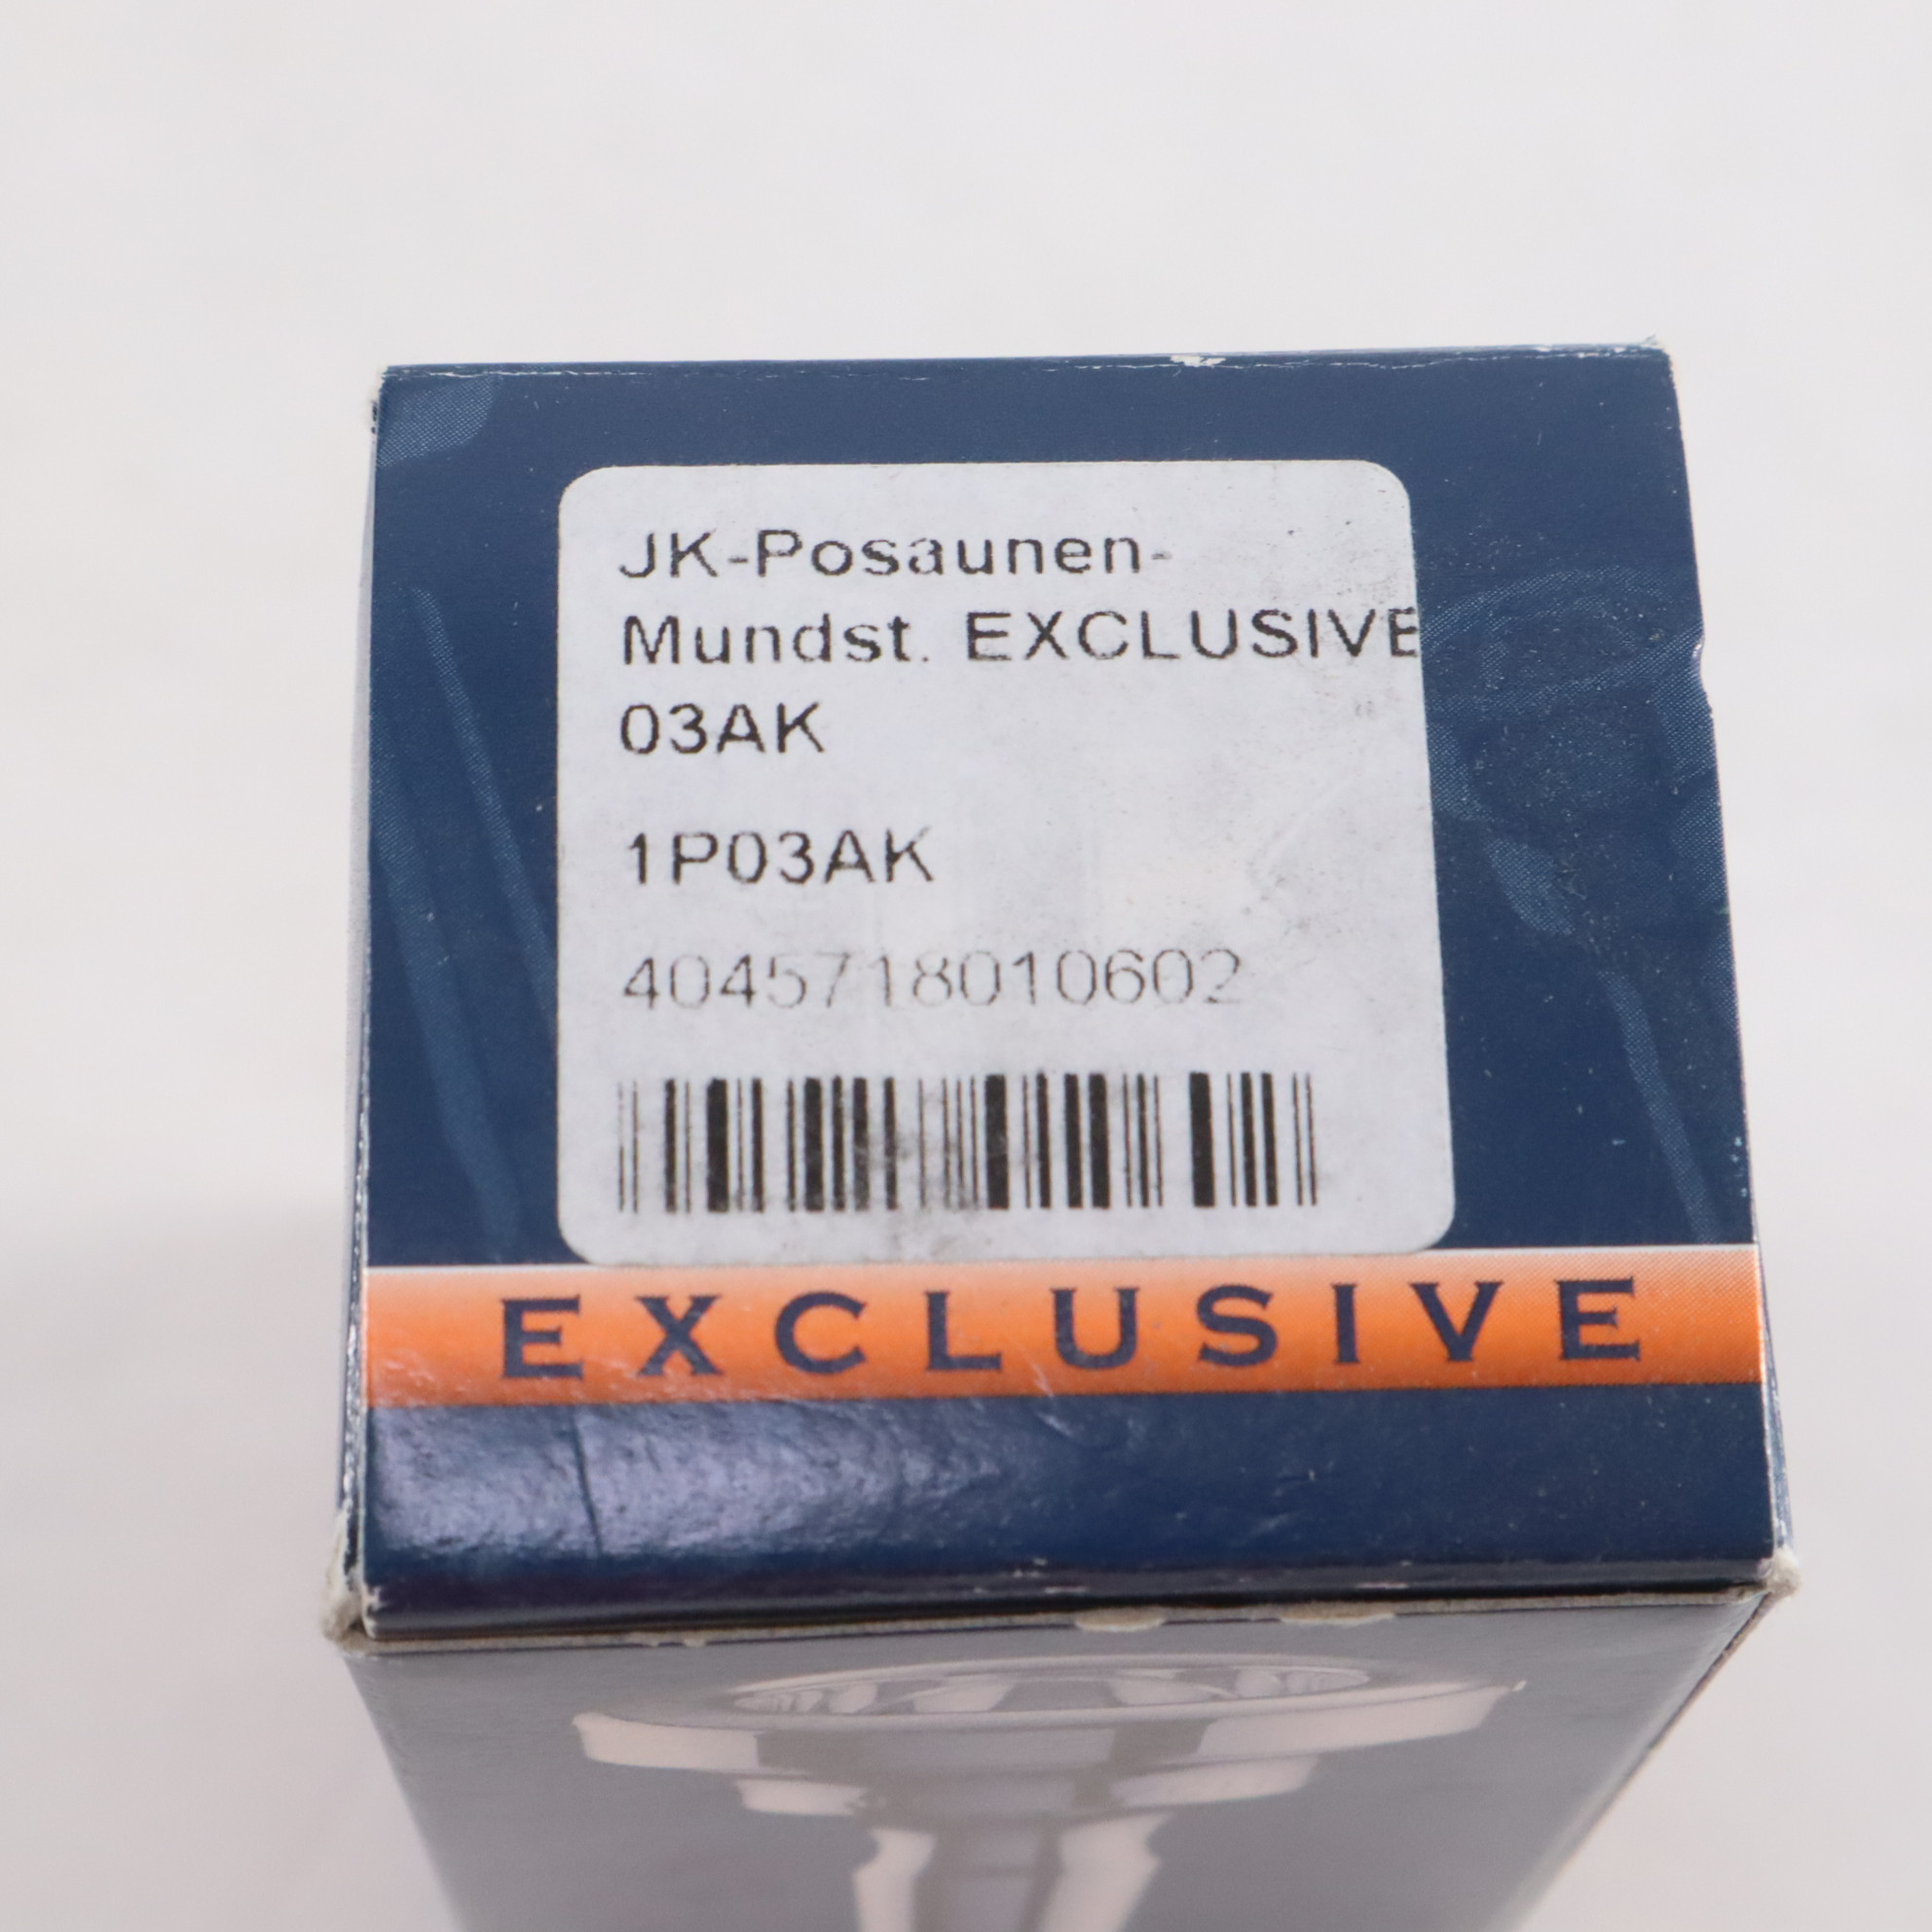 JK-Posaunen-
Mundst. EXCLUSIVE
03AK
1P03AK
4045718010602
EXCLUSIVE